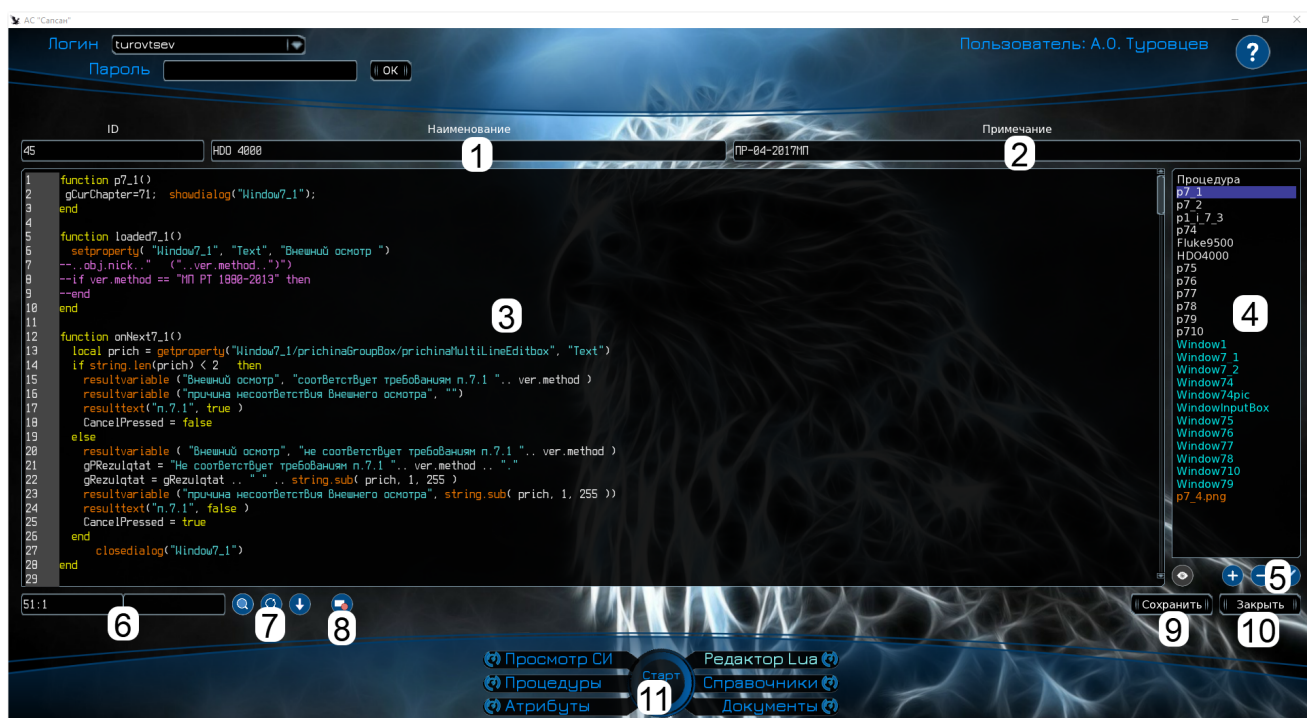 АС "Сапсан"
Логин turovtsev
Пользователь: А.О. Туровцев
?
Пароль
ОК
ID Наименование Примечание
45 HDO 4000 ПР-04-2017МП
1 2
1 function p7_1()
2 gCurChapter=71; showdialog("Window7_1");
3 end
4
5 function loaded7_1()
6 setproperty( "Window7_1", "Text", "Внешний осмотр ")
7 --..obj.nick.." ("..ver.method..")")
8 --if ver.method == "МП РТ 1880-2013" then
9 --end
10 end
11
12 function onNext7_1()
13 local prich = getproperty("Window7_1/prichinaGroupBox/prichinaMultiLineEditbox", "Text")
14 if string.len(prich) < 2 then
15 resultvariable ("Внешний осмотр", "соответствует требованиям п.7.1 ".. ver.method )
16 resultvariable ("причина несоответствия внешнего осмотра", "")
17 resulttext("п.7.1", true )
18 CancelPressed = false
19 else
20 resultvariable ( "Внешний осмотр", "не соответствует требованиям п.7.1 ".. ver.method )
21 gPRezulqtat = "Не соответствует требованиям п.7.1 ".. ver.method .. "."
22 gRezulqtat = gRezulqtat .. " " .. string.sub( prich, 1, 255 )
23 resultvariable ("причина несоответствия внешнего осмотра", string.sub( prich, 1, 255 ))
24 resulttext("п.7.1", false )
25 CancelPressed = true
26 end
27 closedialog("Window7_1")
28 end
29
3
Процедура
p7_1
p7_2
p1_i_7_3
p74
Fluke9500
HDO4000
p75
p76
p77
p78
p79
p710
Window1
Window7_1
Window7_2
Window74
Window74pic
WindowInputBox
Window75
Window76
Window77
Window78
Window710
Window79
p7_4.png
4
5
51:1
6
7
8
Сохранить Закрыть
9 10
Просмотр СИ Старт Редактор Lua
Процедуры 11 Справочники
Атрибуты Документы